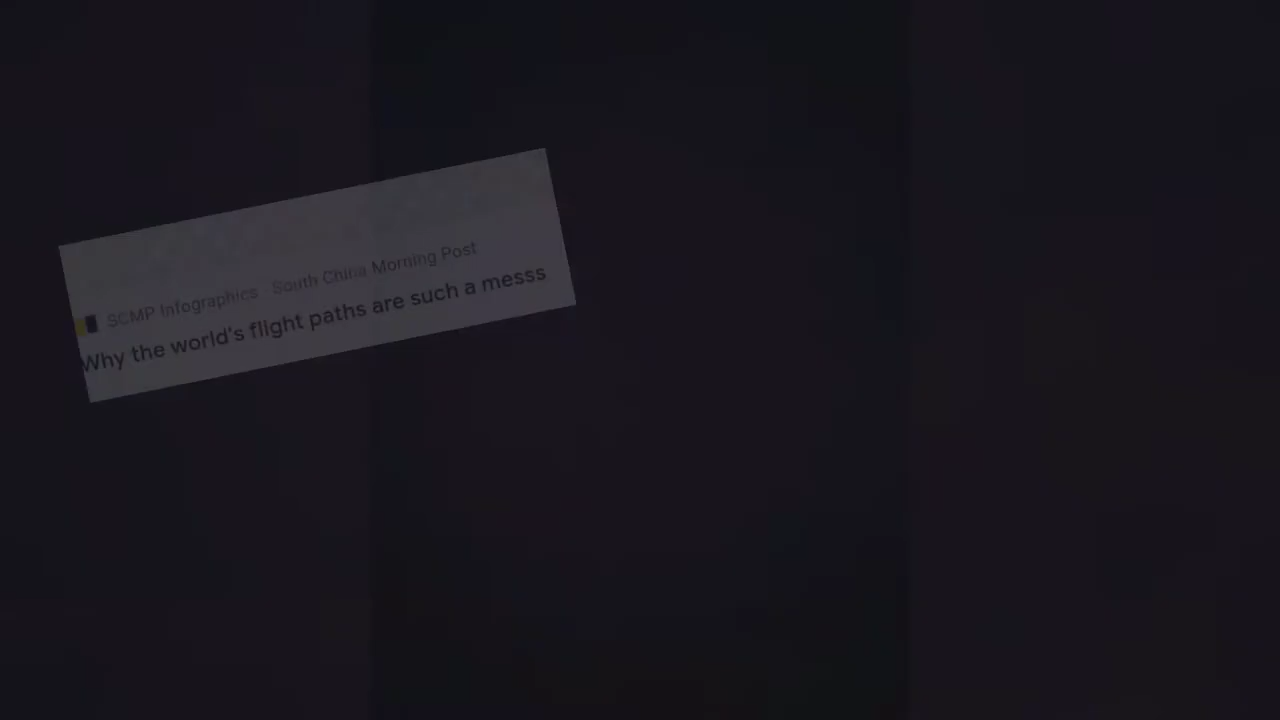 SCMP Infographics · South China Morning Post
Why the world's flight paths are such a messs